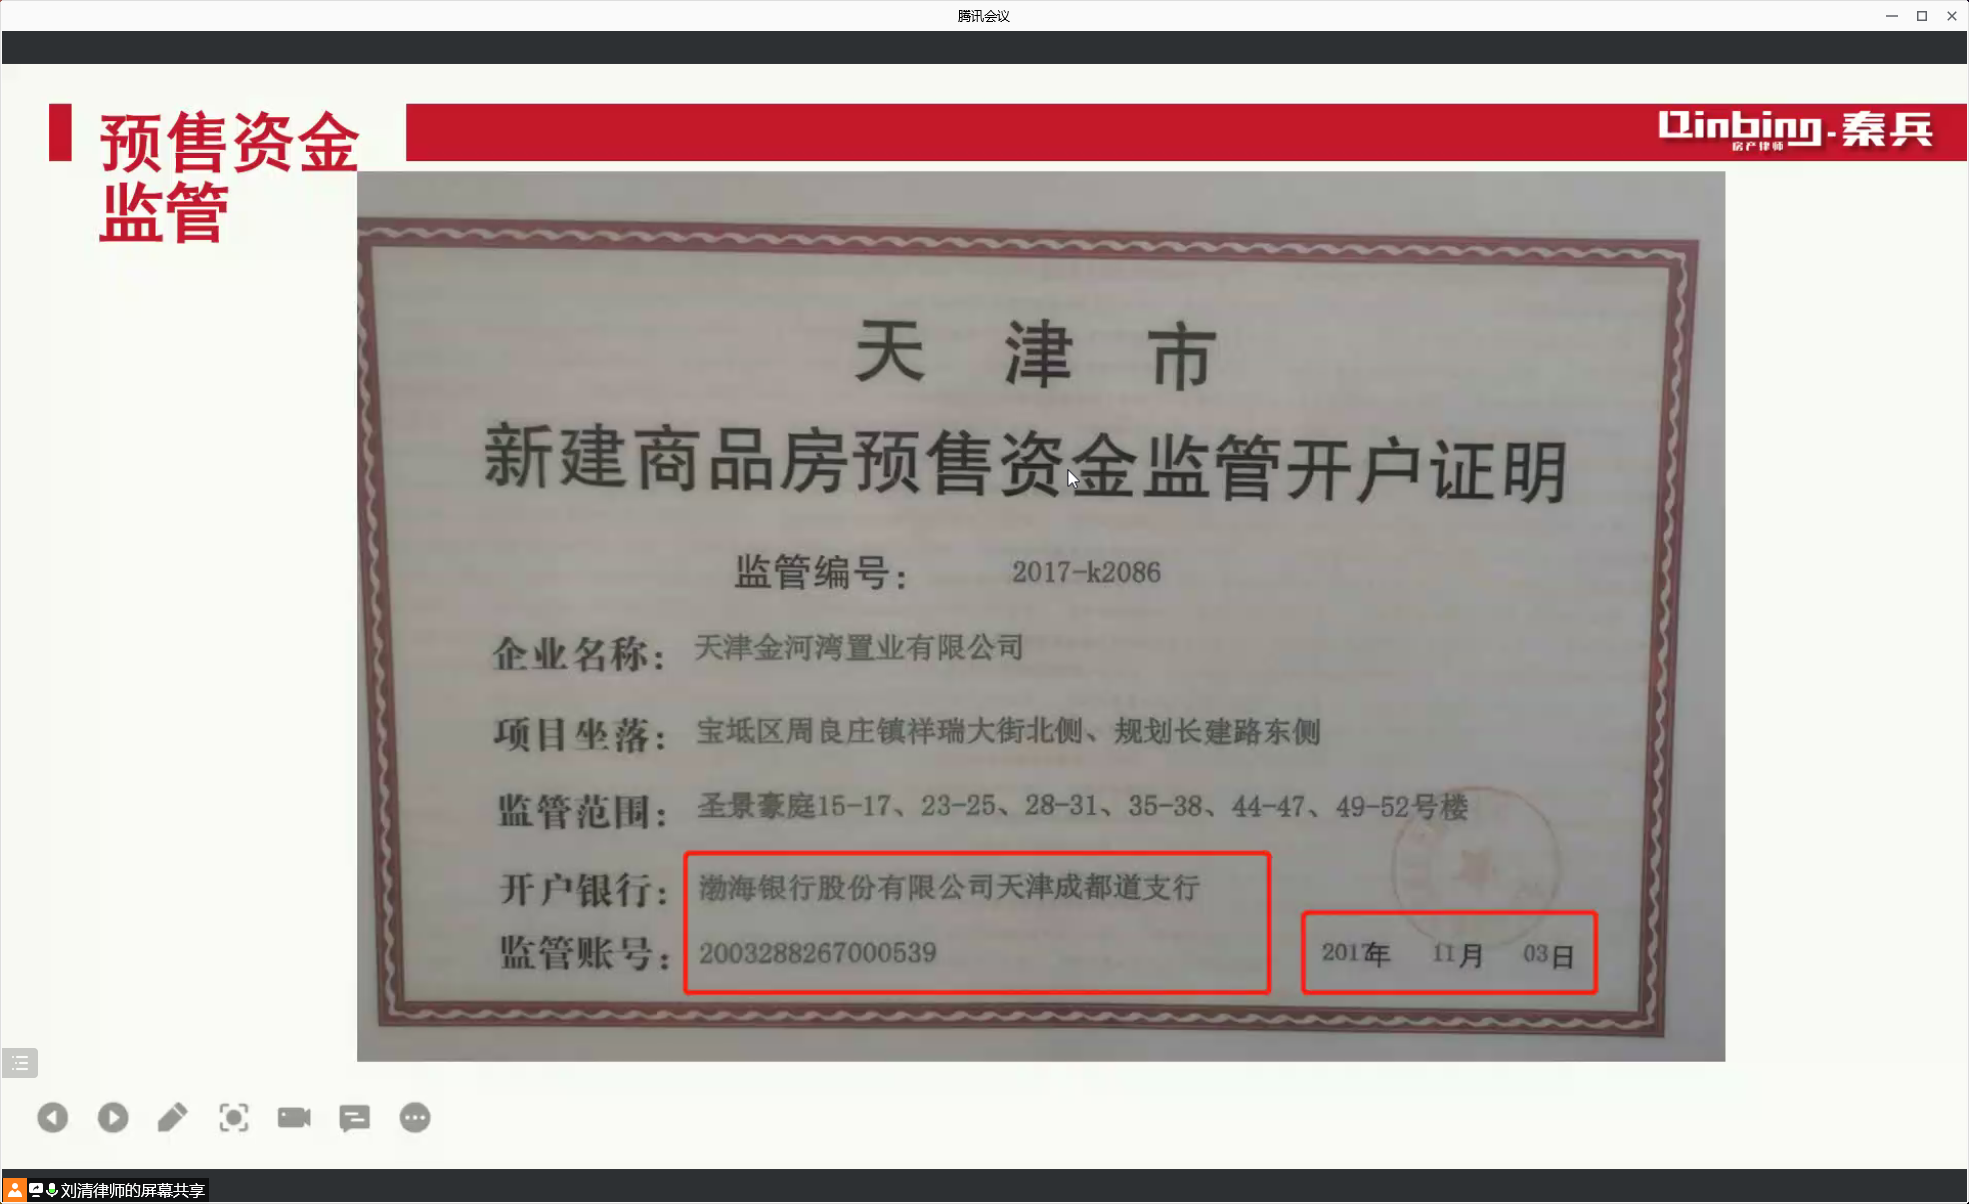 腾讯会议
预售资金
监管
Qinbing-秦兵
房产律师
天 津 市
新建商品房预售资金监管开户证明
监管编号： 2017-k2086
企业名称： 天津金河湾置业有限公司
项目坐落： 宝坻区周良庄镇祥瑞大街北侧、规划长建路东侧
监管范围： 圣景豪庭15-17、23-25、28-31、35-38、44-47、49-52号楼
开户银行： 渤海银行股份有限公司天津成都道支行
监管账号： 2003288267000539
2017年 11月 03日
刘清律师的屏幕共享